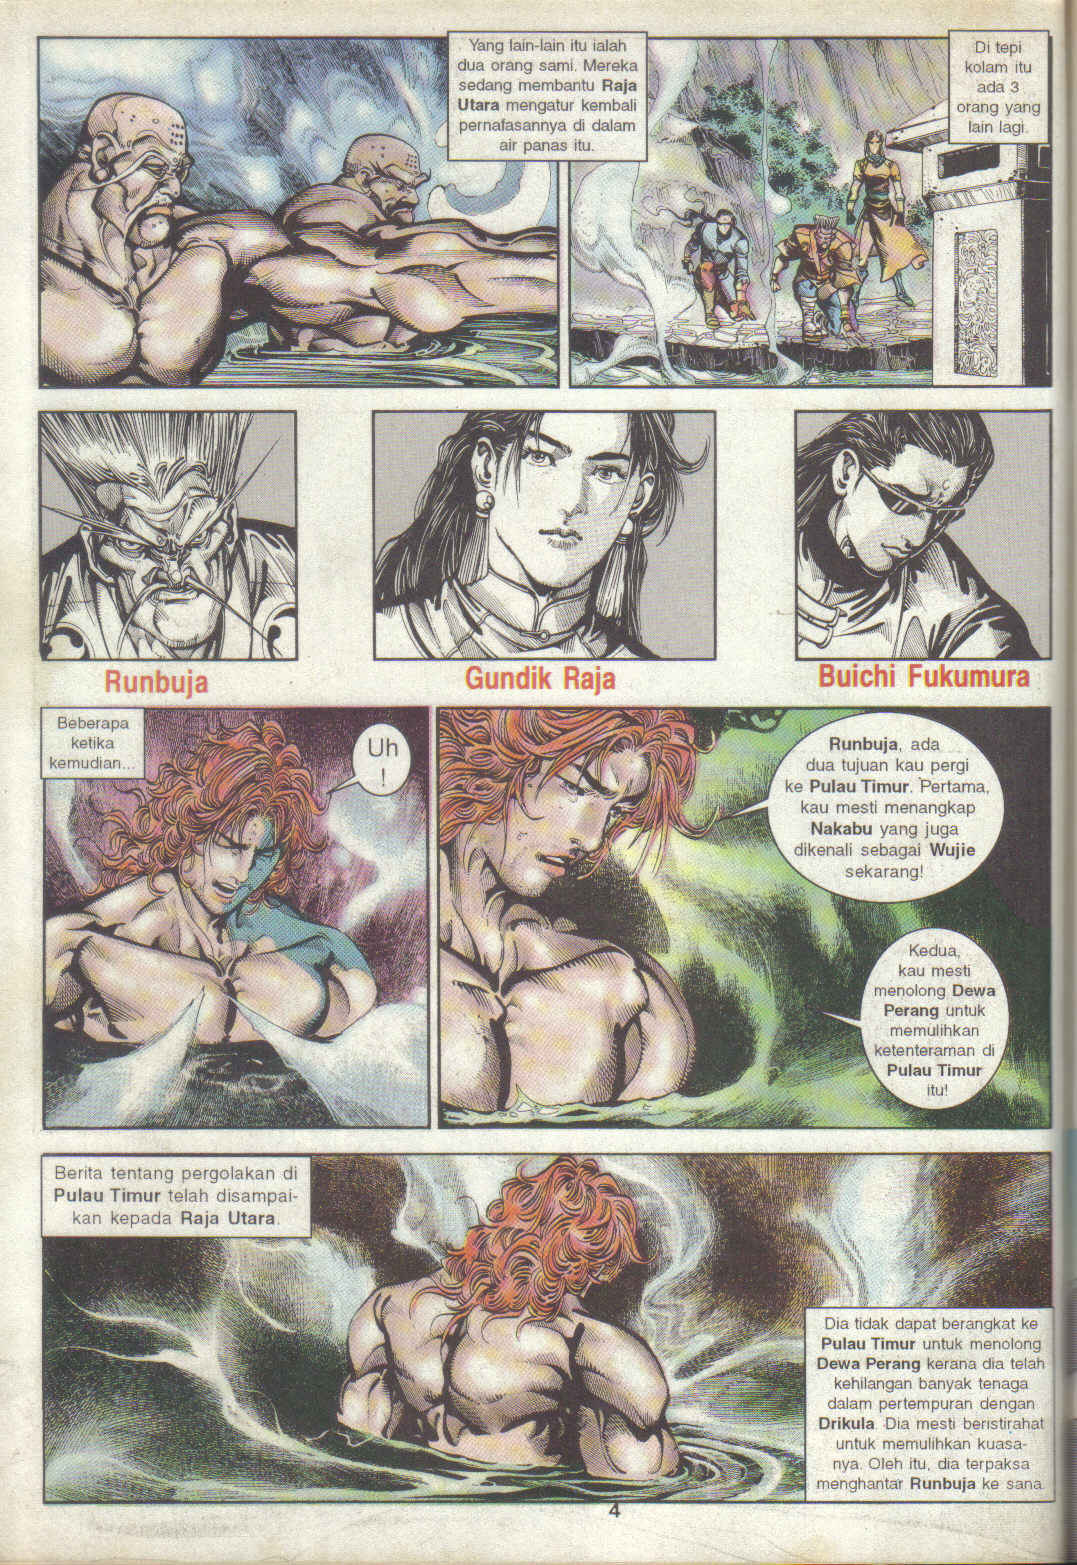 Yang lain-lain itu ialah
dua orang sami. Mereka
sedang membantu Raja
Utara mengatur kembali
pernafasannya di dalam
air panas itu.
Di tepi
kolam itu
ada 3
orang yang
lain lagi.
Runbuja
Gundik Raja
Buichi Fukumura
Beberapa
ketika
kemudian...
Uh
!
Runbuja, ada
dua tujuan kau pergi
ke Pulau Timur. Pertama,
kau mesti menangkap
Nakabu yang juga
dikenali sebagai Wujie
sekarang!
Kedua,
kau mesti
menolong Dewa
Perang untuk
memulihkan
ketenteraman di
Pulau Timur
itu!
Berita tentang pergolakan di
Pulau Timur telah disampai-
kan kepada Raja Utara.
Dia tidak dapat berangkat ke
Pulau Timur untuk menolong
Dewa Perang kerana dia telah
kehilangan banyak tenaga
dalam pertempuran dengan
Drikula. Dia mesti beristirahat
untuk memulihkan kuasa-
nya. Oleh itu, dia terpaksa
menghantar Runbuja ke sana.
4